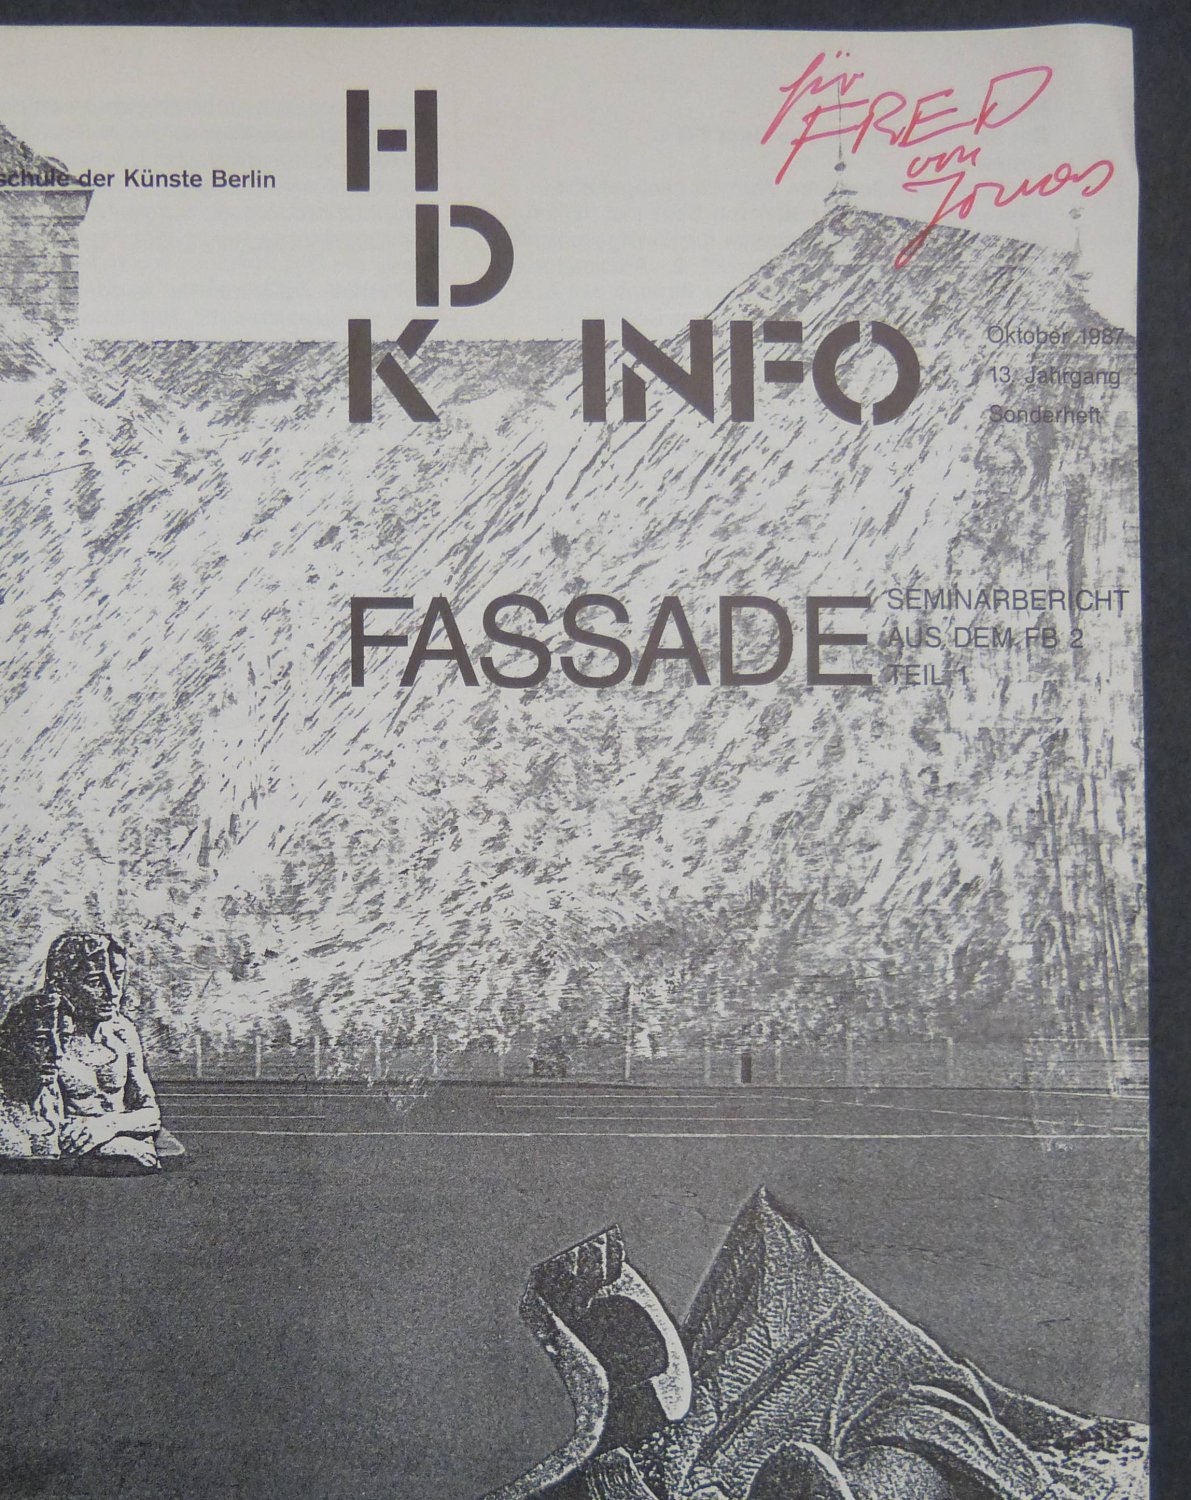 für
FRED
von
Jonas
schule der Künste Berlin
H
D
K INFO
Oktober 1987
13. Jahrgang
Sonderheft
FASSADE
SEMINARBERICHT
AUS DEM FB 2
TEIL 1